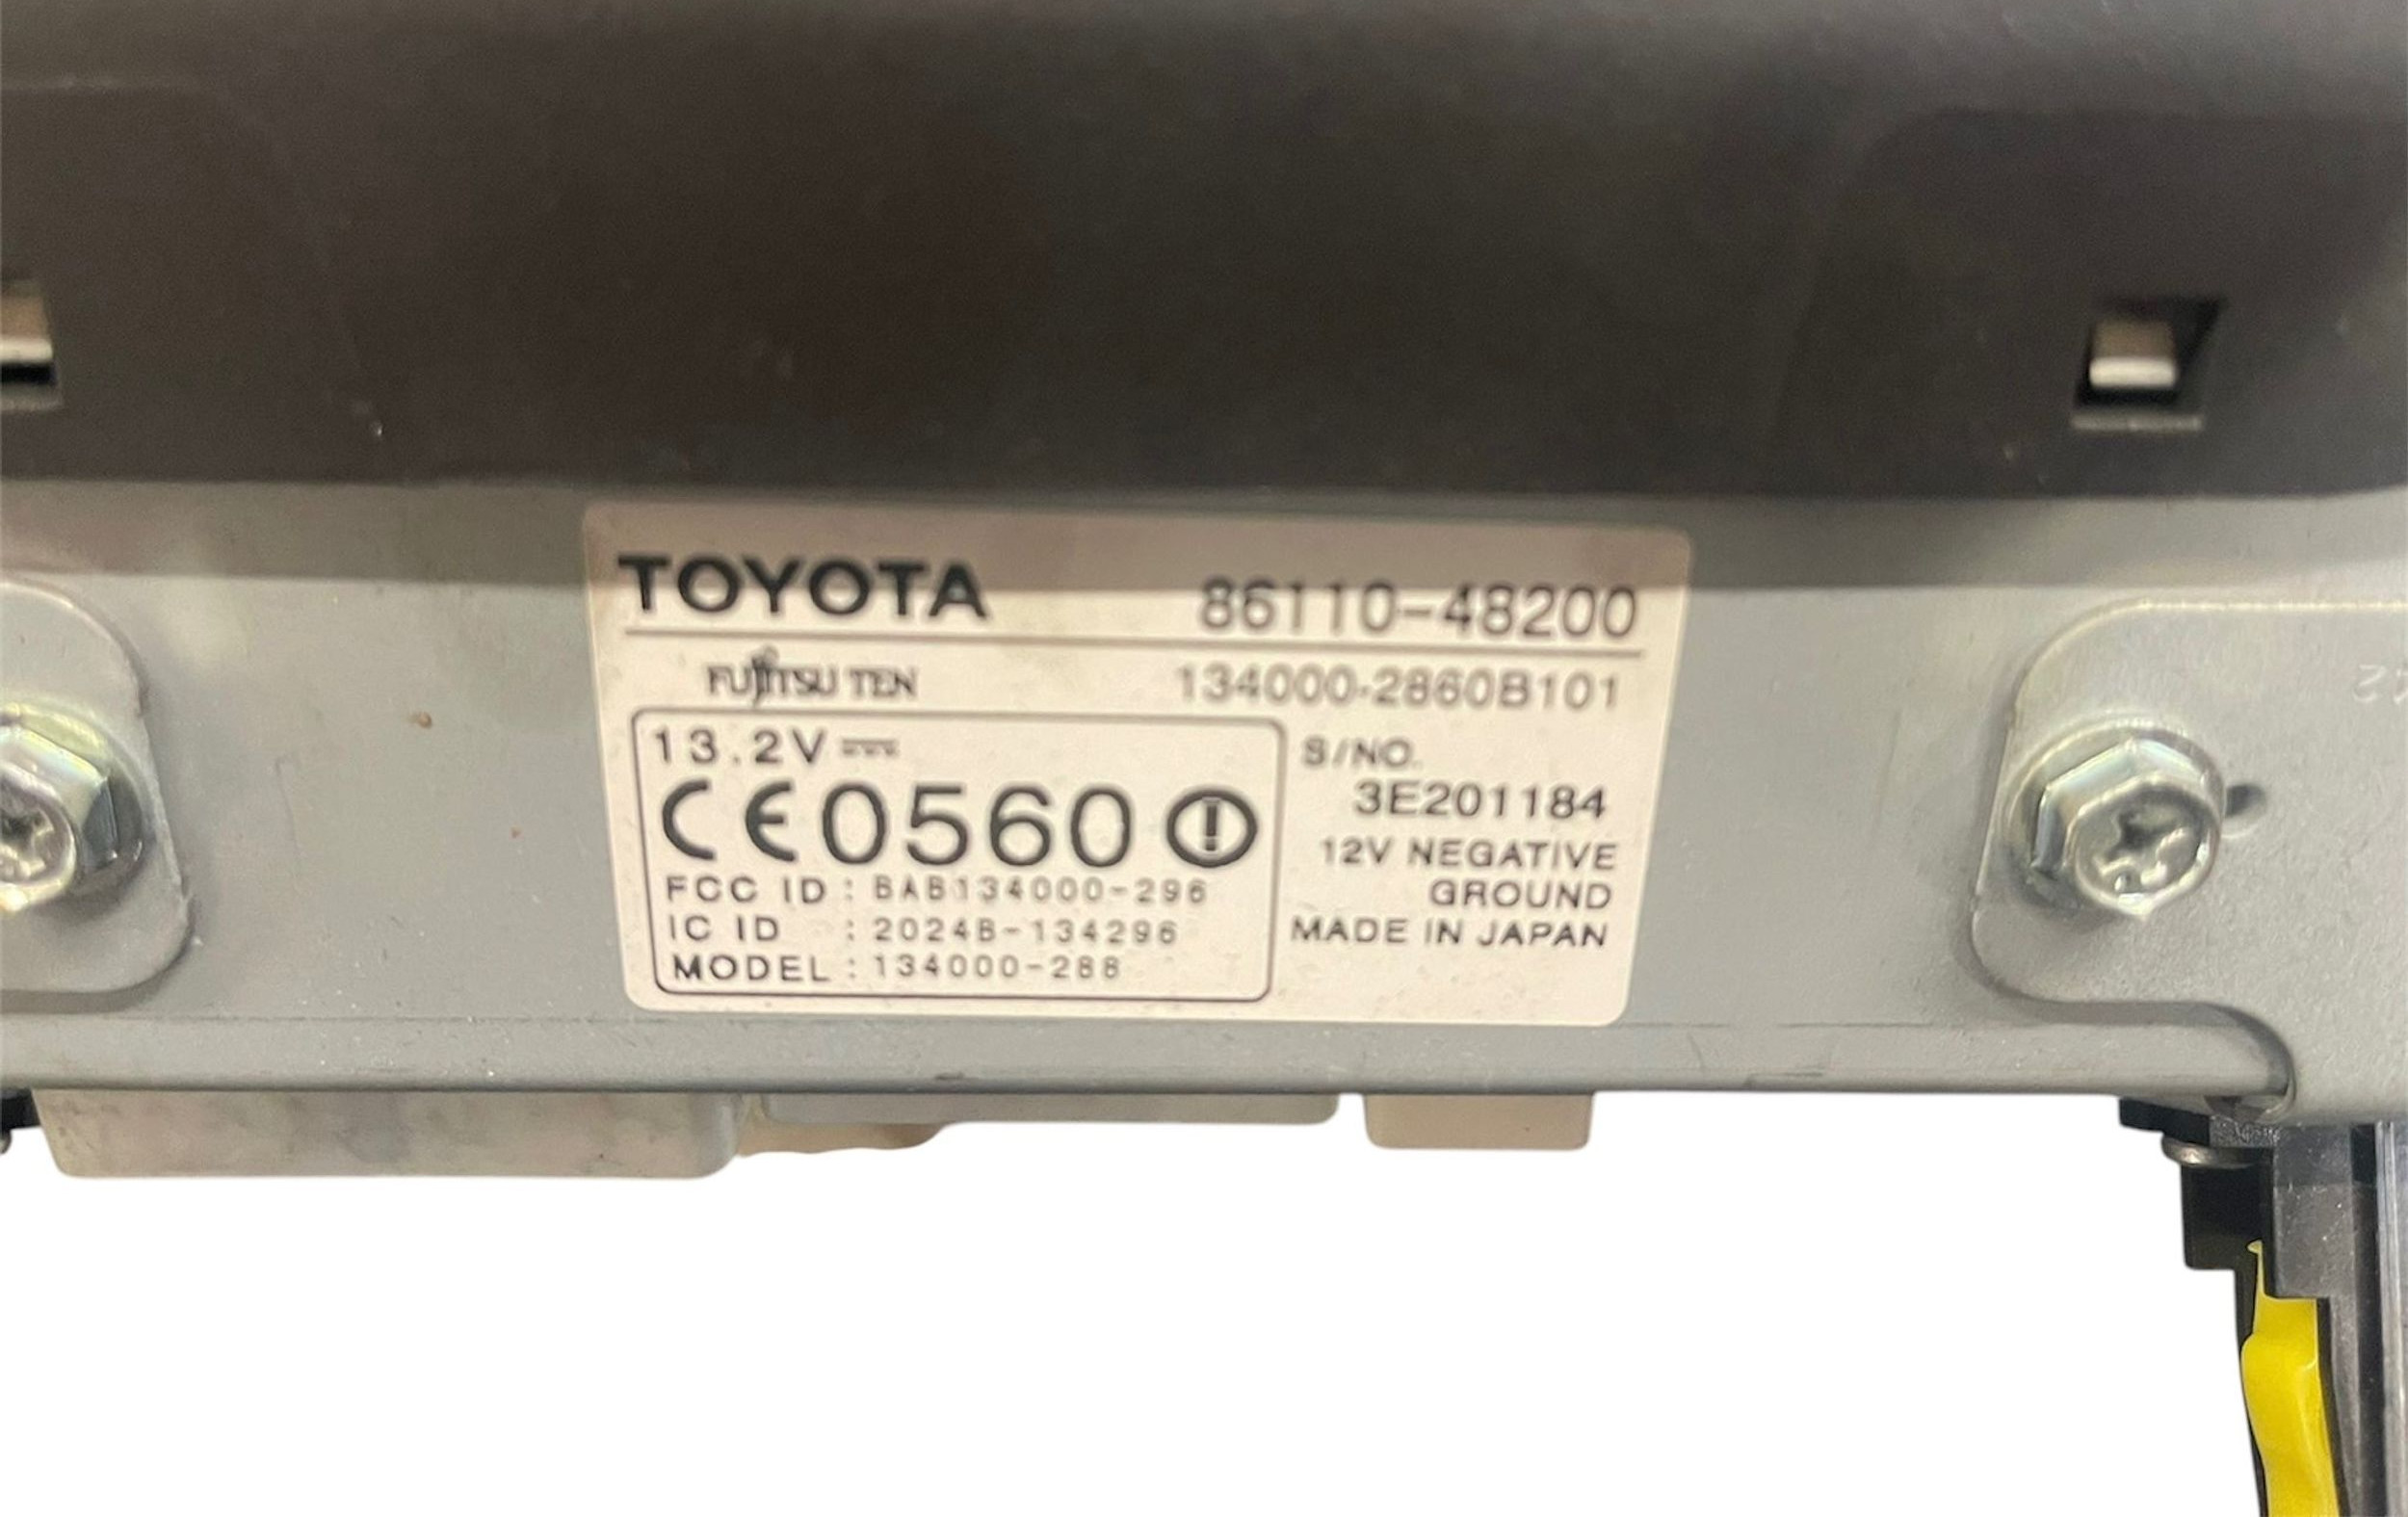 TOYOTA 86110-48200
FUJITSU TEN 134000-2860B101
13.2V
CE0560
FCC ID : BAB134000-296
IC ID : 2024B-134296
MODEL : 134000-288
S/NO.
3E201184
12V NEGATIVE
GROUND
MADE IN JAPAN